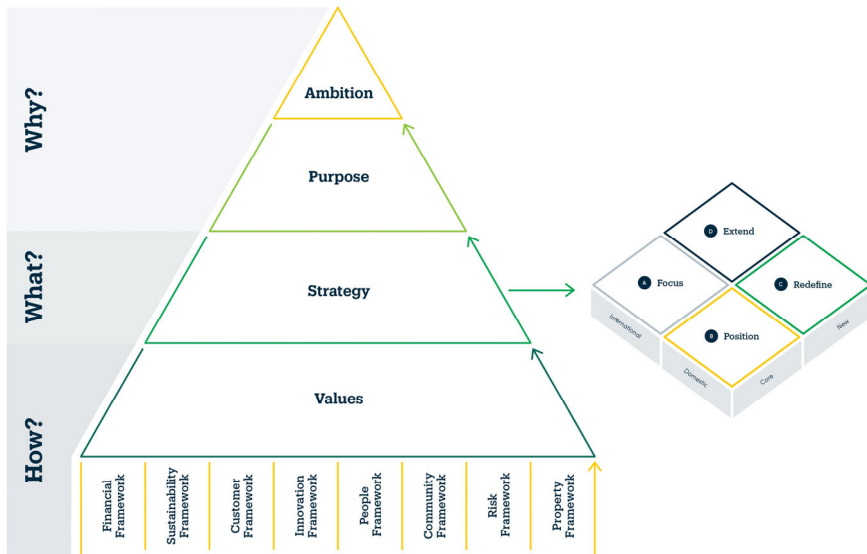 Why?
Ambition
Purpose
What?
Strategy
How?
Values
Financial
Framework
Sustainability
Framework
Customer
Framework
Innovation
Framework
People
Framework
Community
Framework
Risk
Framework
Property
Framework
D Extend
A Focus
C Redefine
B Position
International
Domestic
Core
New